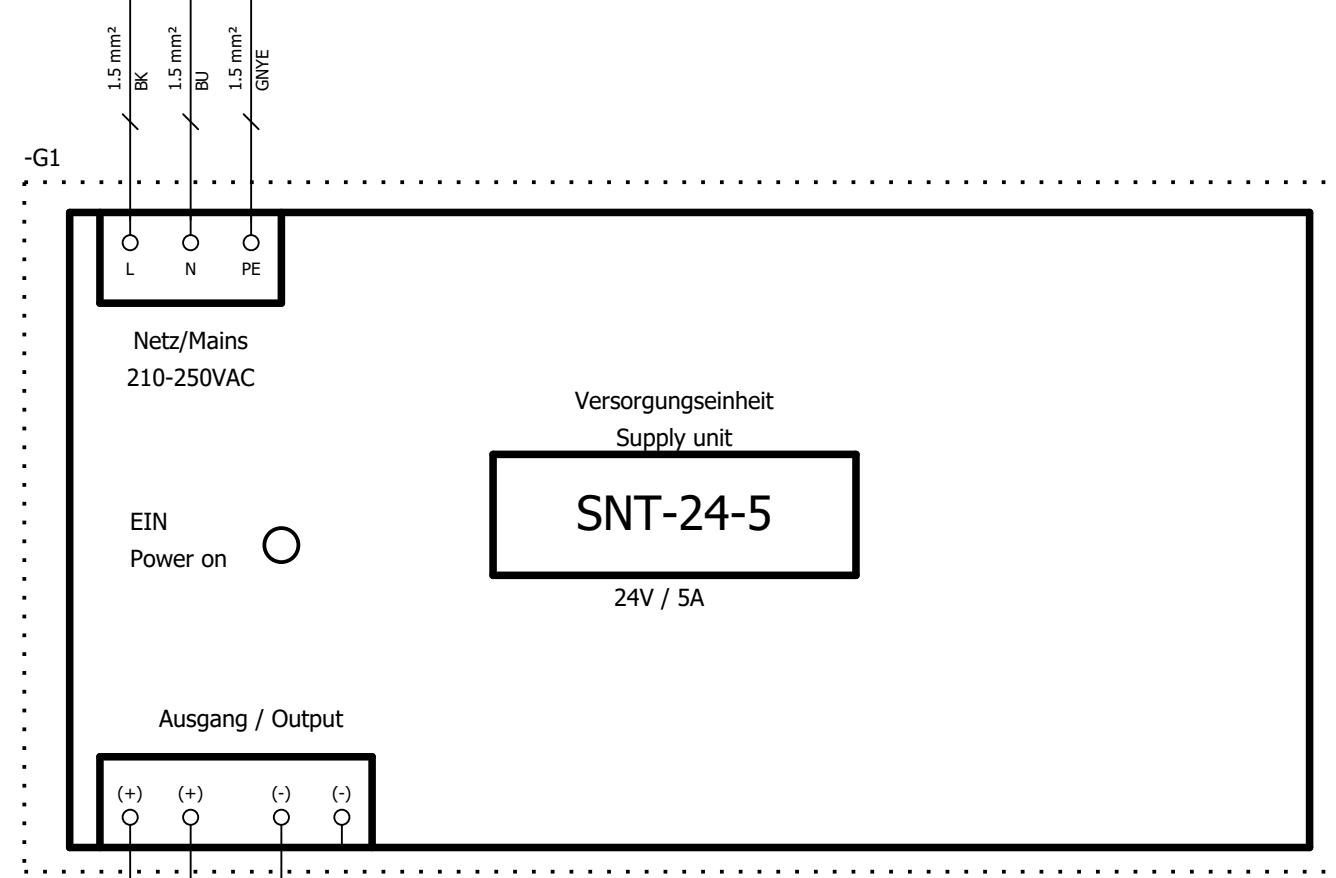 1.5 mm²
BK
1.5 mm²
BU
1.5 mm²
GNYE
-G1
L N PE
Netz/Mains
210-250VAC
Versorgungseinheit
Supply unit
SNT-24-5
24V / 5A
EIN
Power on
Ausgang / Output
(+) (+) (-) (-)